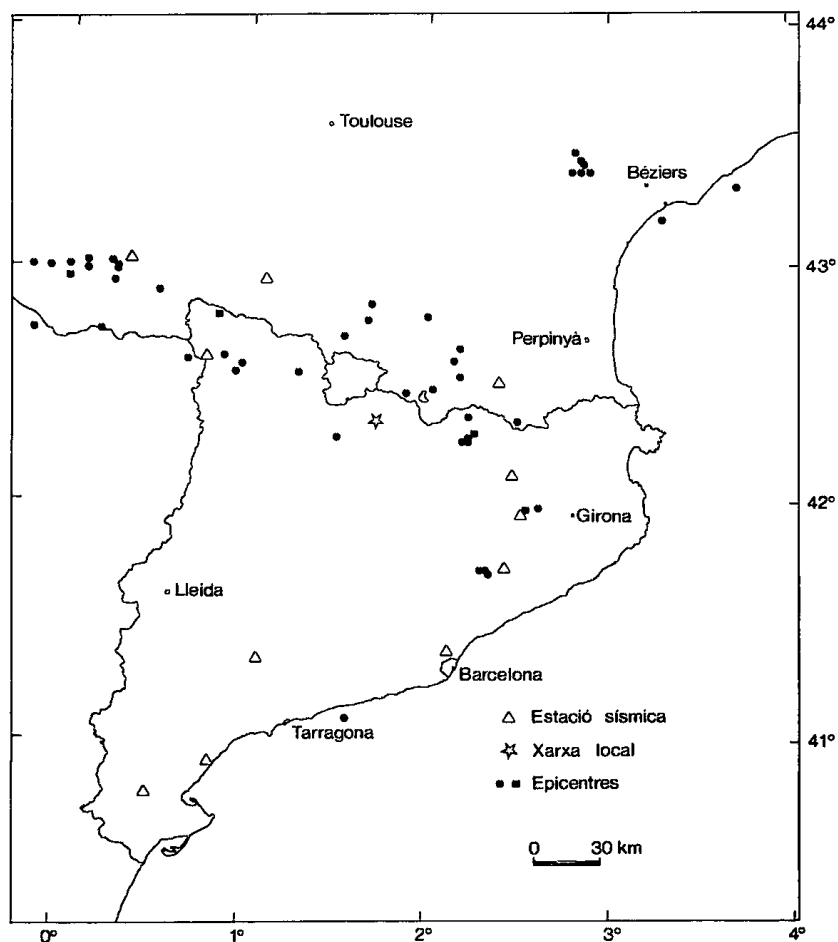 44°
Toulouse
Béziers
43°
Perpinyà
42°
Girona
Lleida
Barcelona
Tarragona
Estació sísmica
Xarxa local
Epicentres
41°
0 30 km
0° 1° 2° 3° 4°